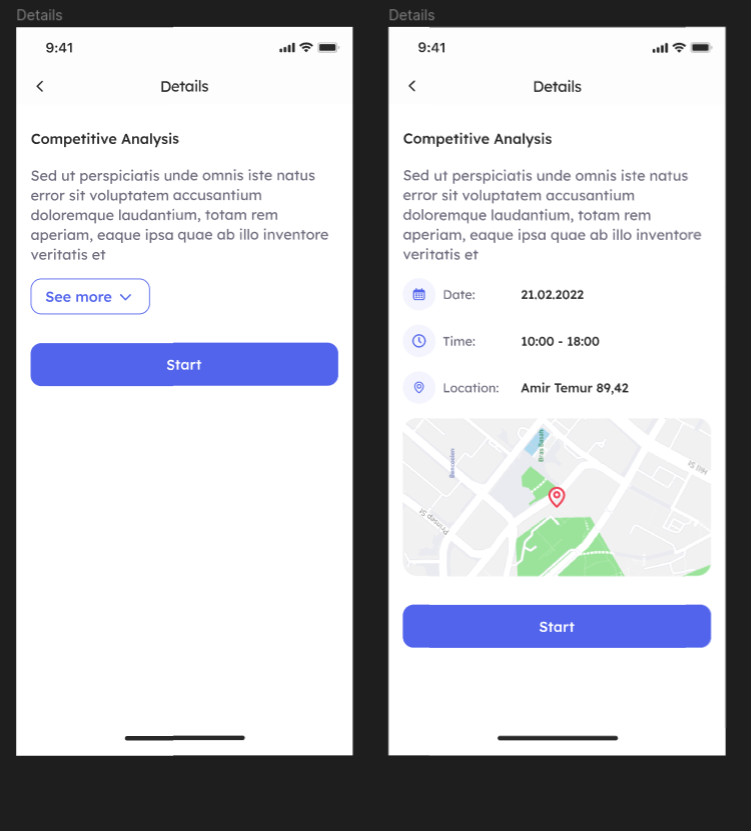 Details
9:41
Details
Competitive Analysis
Sed ut perspiciatis unde omnis iste natus
error sit voluptatem accusantium
doloremque laudantium, totam rem
aperiam, eaque ipsa quae ab illo inventore
veritatis et
See more
Start
Details
9:41
Details
Competitive Analysis
Sed ut perspiciatis unde omnis iste natus
error sit voluptatem accusantium
doloremque laudantium, totam rem
aperiam, eaque ipsa quae ab illo inventore
veritatis et
Date: 21.02.2022
Time: 10:00 - 18:00
Location: Amir Temur 89,42
Hill St
Prinsep St
Start